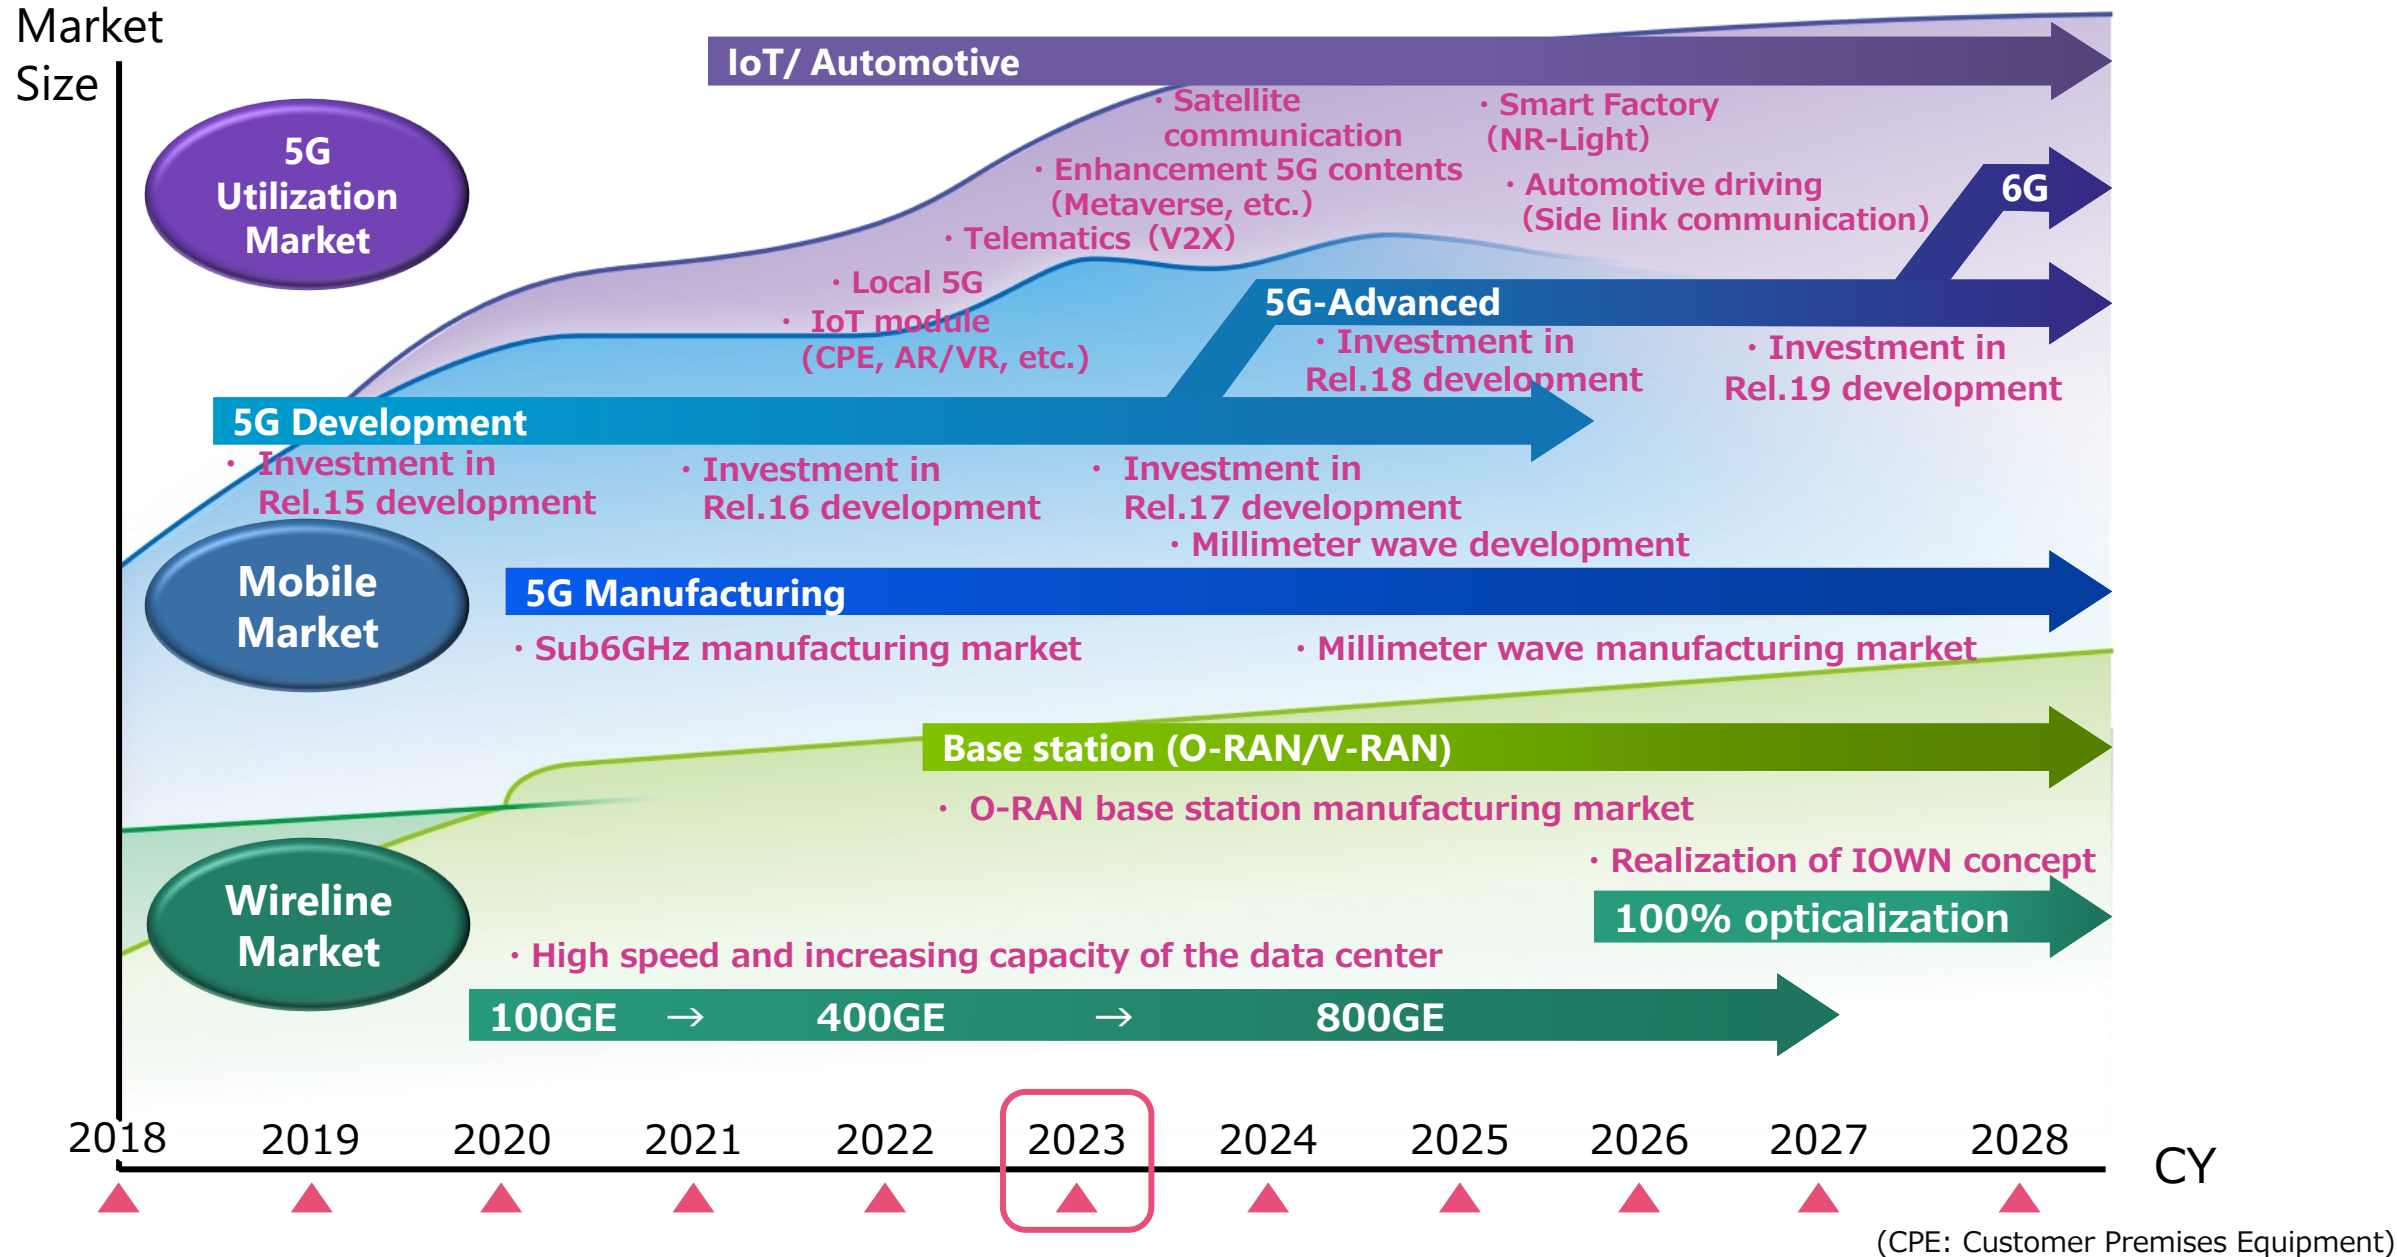 Market
Size
IoT/ Automotive
5G
Utilization
Market
・Satellite
communication
・Smart Factory
（NR-Light）
・Enhancement 5G contents
（Metaverse, etc.）
・Automotive driving
（Side link communication）
6G
・Telematics（V2X）
・Local 5G
・ IoT module
（CPE, AR/VR, etc.）
5G-Advanced
・Investment in
Rel.18 development
・Investment in
Rel.19 development
5G Development
・ Investment in
Rel.15 development
・Investment in
Rel.16 development
・ Investment in
Rel.17 development
・Millimeter wave development
Mobile
Market
5G Manufacturing
・Sub6GHz manufacturing market
・Millimeter wave manufacturing market
Base station (O-RAN/V-RAN)
・ O-RAN base station manufacturing market
・Realization of IOWN concept
100% opticalization
Wireline
Market
・High speed and increasing capacity of the data center
100GE → 400GE → 800GE
2018 2019 2020 2021 2022 2023 2024 2025 2026 2027 2028
CY
(CPE: Customer Premises Equipment)